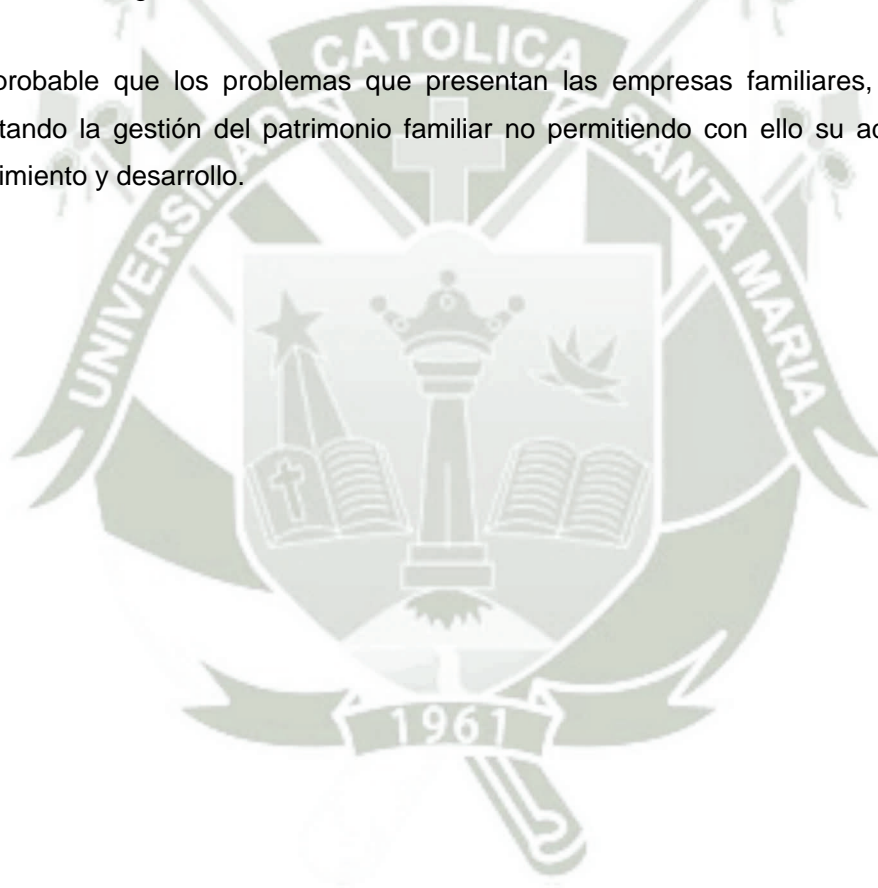 probable que los problemas que presentan las empresas familiares,
tando la gestión del patrimonio familiar no permitiendo con ello su
imiento y desarrollo.
UNIVERSIDAD CATOLICA SANTA MARIA
1961